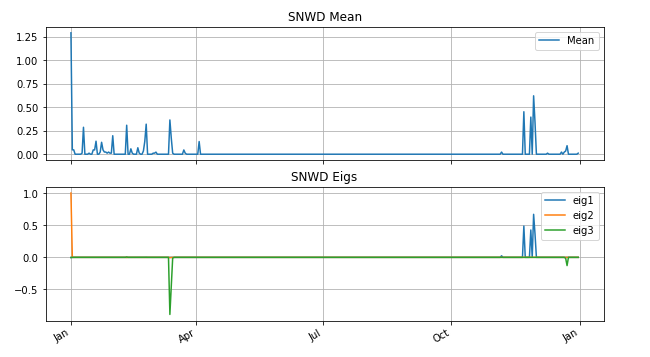 SNWD Mean
1.25
1.00
0.75
0.50
0.25
0.00
Mean
SNWD Eigs
1.0
0.5
0.0
−0.5
eig1
eig2
eig3
Jan
Apr
Jul
Oct
Jan